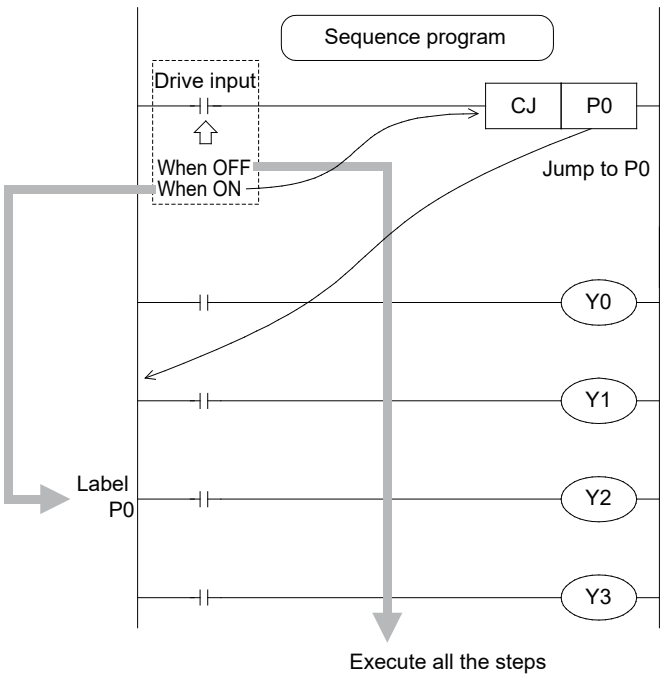 Sequence program
Drive input
CJ P0
When OFF
When ON
Jump to P0
Y0
Y1
Label
P0
Y2
Y3
Execute all the steps